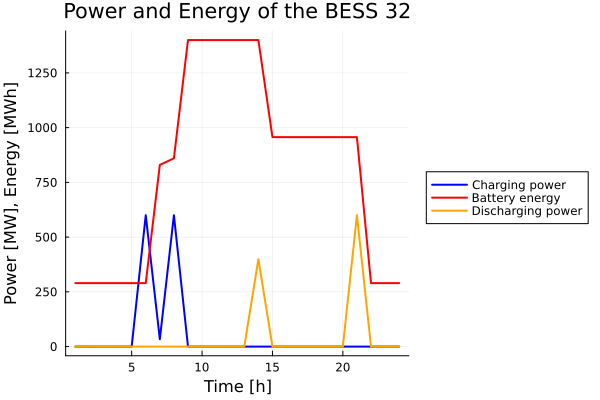 Power and Energy of the BESS 32
Power [MW], Energy [MWh]
1250
1000
750
500
250
0
5
10
15
20
Time [h]
Charging power
Battery energy
Discharging power